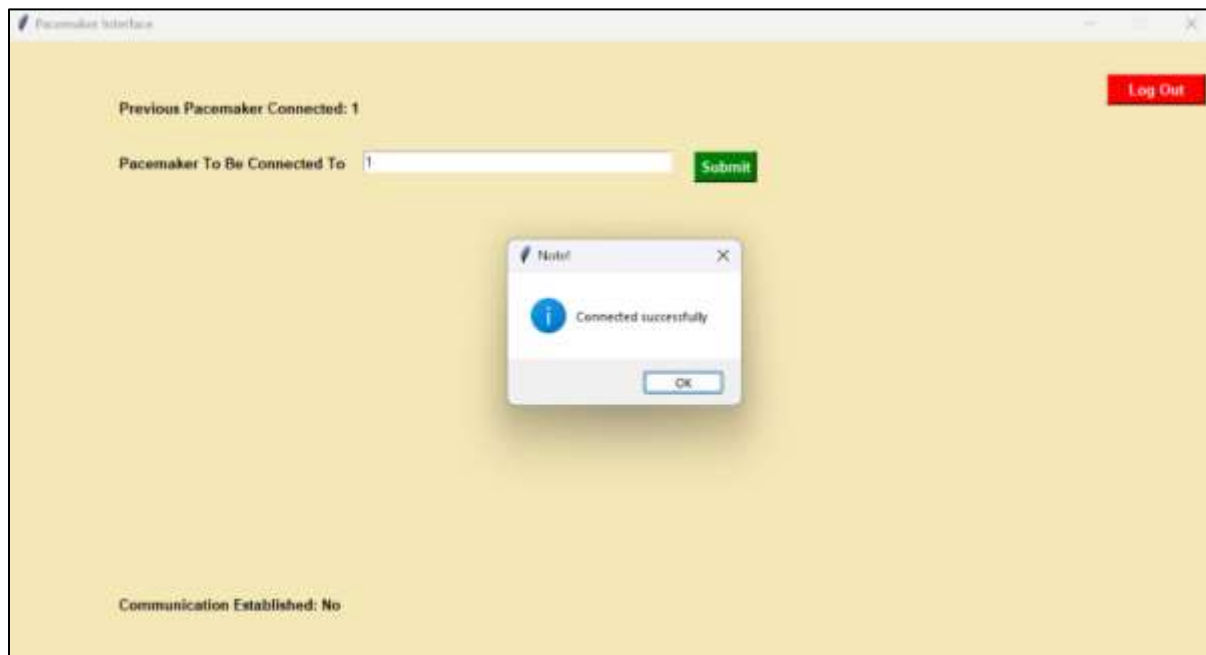 Pacemaker Interface
Log Out
Previous Pacemaker Connected: 1
Pacemaker To Be Connected To
1
Submit
Note!
Connected successfully
OK
Communication Established: No